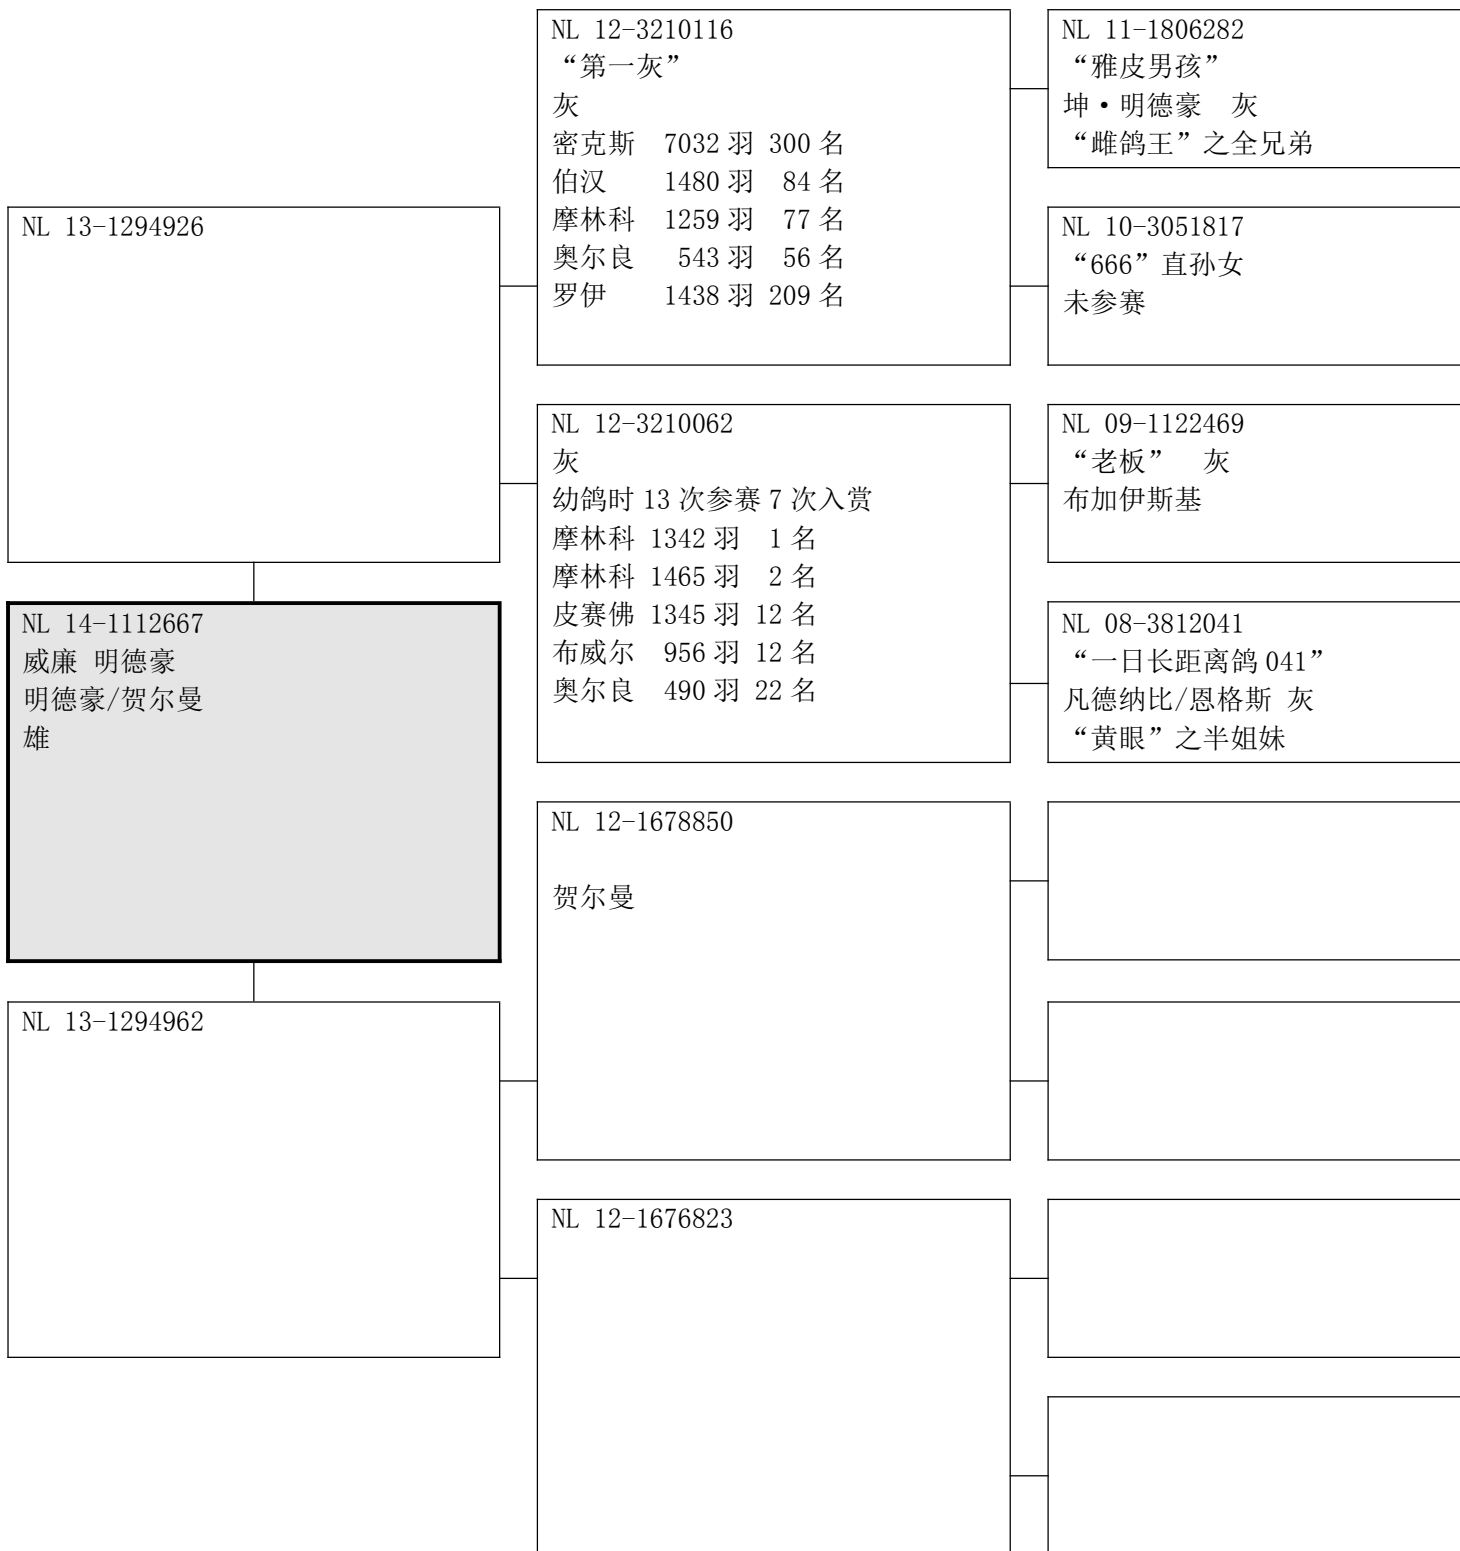 NL 13-1294926
NL 14-1112667
威廉 明德豪
明德豪/贺尔曼
雄
NL 13-1294962
NL 12-3210116
“第一灰”
灰
密克斯 7032 羽 300 名
伯汉 1480 羽 84 名
摩林科 1259 羽 77 名
奥尔良 543 羽 56 名
罗伊 1438 羽 209 名
NL 12-3210062
灰
幼鸽时 13 次参赛 7 次入赏
摩林科 1342 羽 1 名
摩林科 1465 羽 2 名
皮赛佛 1345 羽 12 名
布威尔 956 羽 12 名
奥尔良 490 羽 22 名
NL 12-1678850
贺尔曼
NL 12-1676823
NL 11-1806282
“雅皮男孩”
坤·明德豪 灰
“雌鸽王”之全兄弟
NL 10-3051817
“666”直孙女
未参赛
NL 09-1122469
“老板” 灰
布加伊斯基
NL 08-3812041
“一日长距离鸽 041”
凡德纳比/恩格斯 灰
“黄眼”之半姐妹